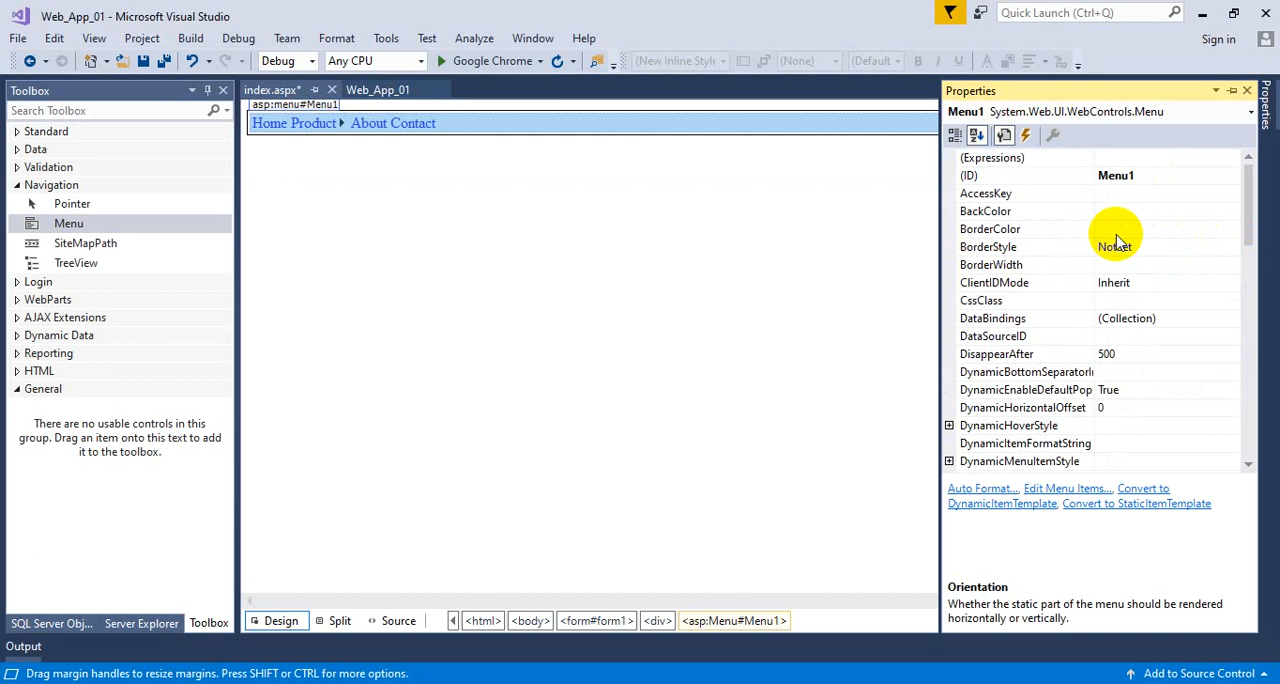 Web_App_01 - Microsoft Visual Studio
Quick Launch (Ctrl+Q)
File Edit View Project Build Debug Team Format Tools Test Analyze Window Help
Sign in
Debug Any CPU Google Chrome (New Inline Style (None) (Default B I U A
Toolbox
Search Toolbox
Standard
Data
Validation
Navigation
Pointer
Menu
SiteMapPath
TreeView
Login
WebParts
AJAX Extensions
Dynamic Data
Reporting
HTML
General
There are no usable controls in this
group. Drag an item onto this text to add
it to the toolbox.
SQL Server Obj... Server Explorer Toolbox
index.aspx* Web_App_01
asp:menu#Menu1
Home Product About Contact
Design Split Source <html> <body> <form#form1> <div> <asp:Menu#Menu1>
Properties
Menu1 System.Web.UI.WebControls.Menu
(Expressions)
(ID) Menu1
AccessKey
BackColor
BorderColor
BorderStyle
BorderWidth
ClientIDMode Inherit
CssClass
DataBindings (Collection)
DataSourceID
DisappearAfter 500
DynamicBottomSeparatorI
DynamicEnableDefaultPop True
DynamicHorizontalOffset 0
DynamicHoverStyle
DynamicItemFormatString
DynamicMenuItemStyle
Auto Format..., Edit Menu Items..., Convert to
DynamicItemTemplate, Convert to StaticItemTemplate
Orientation
Whether the static part of the menu should be rendered
horizontally or vertically.
Properties
Output
Drag margin handles to resize margins. Press SHIFT or CTRL for more options.
Add to Source Control